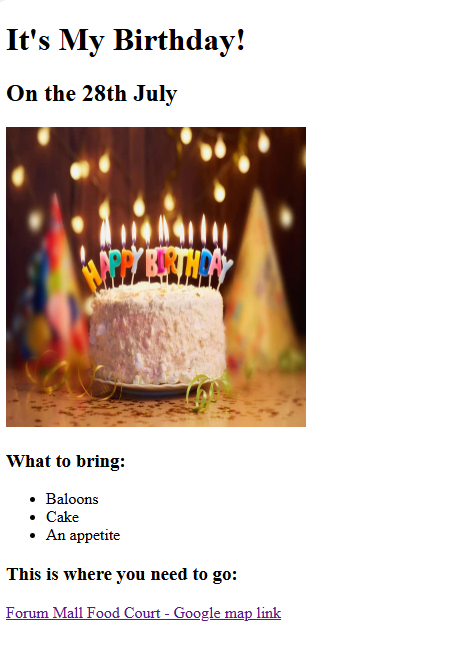 It's My Birthday!
On the 28th July
HAPPY BIRTHDAY
What to bring:
Baloons
Cake
An appetite
This is where you need to go:
Forum Mall Food Court - Google map link